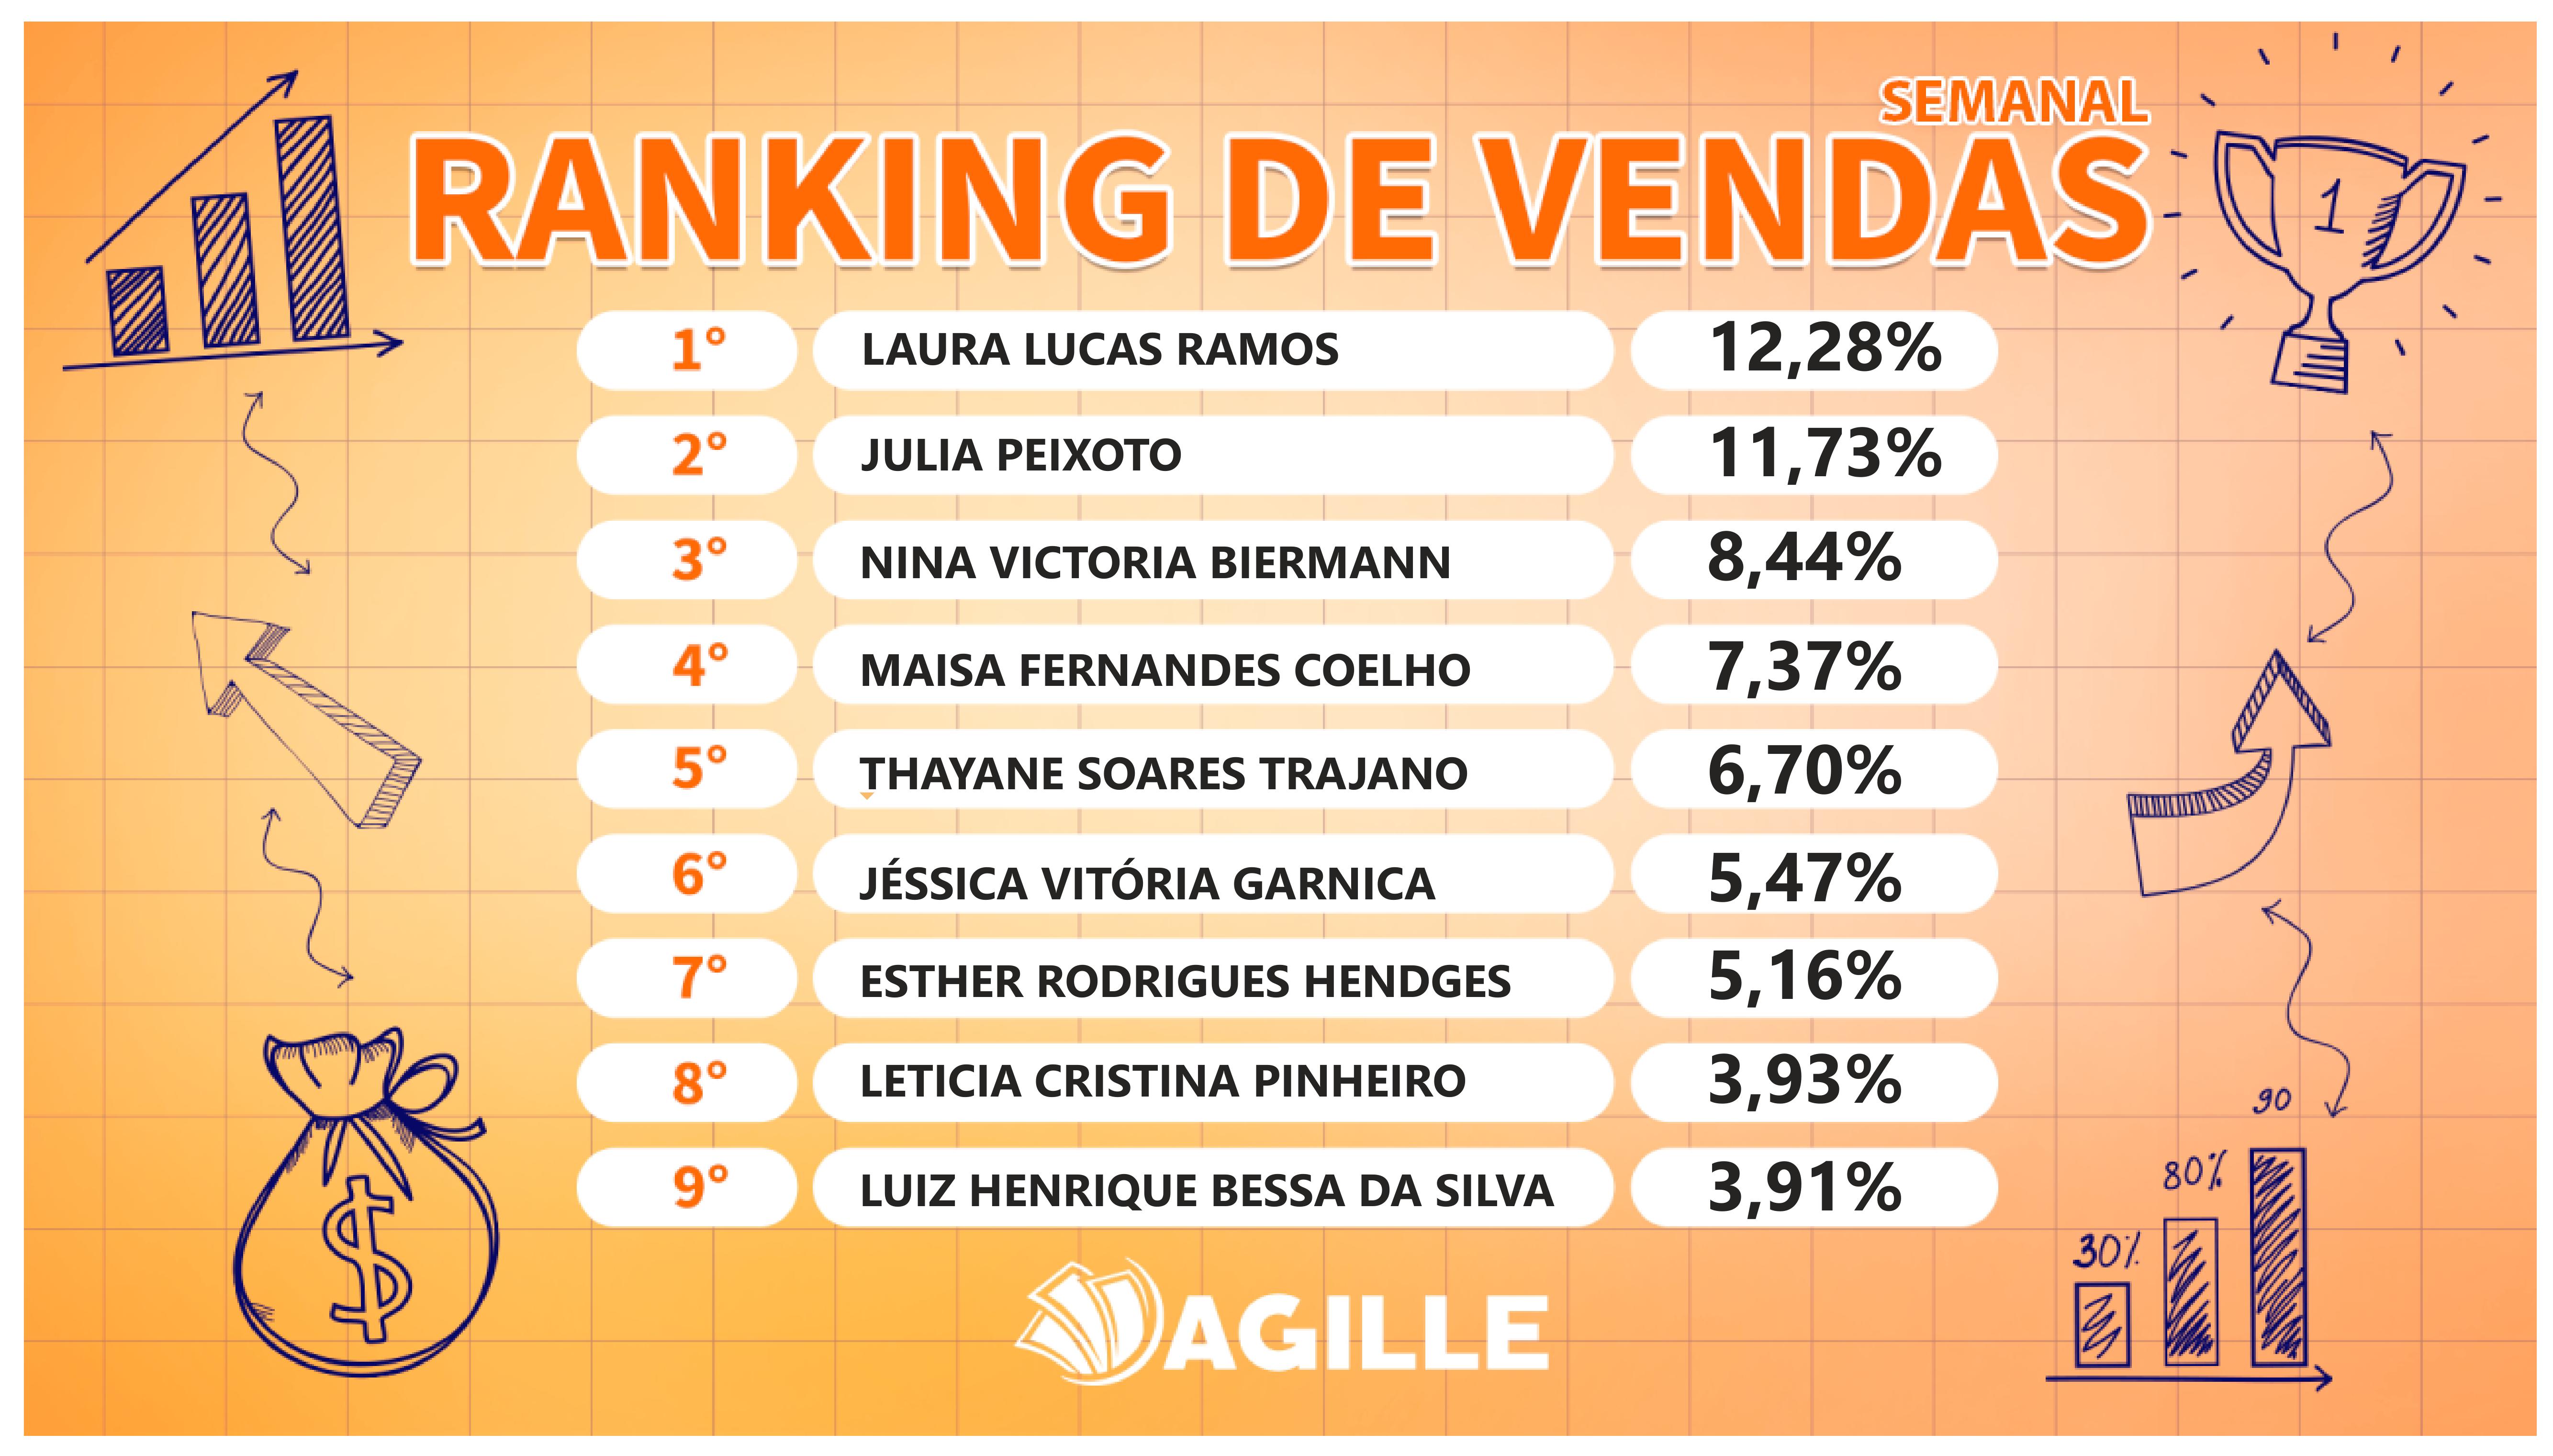 SEMANAL
RANKING DE VENDAS
1
1° LAURA LUCAS RAMOS 12,28%
2° JULIA PEIXOTO 11,73%
3° NINA VICTORIA BIERMANN 8,44%
4° MAISA FERNANDES COELHO 7,37%
5° THAYANE SOARES TRAJANO 6,70%
6° JÉSSICA VITÓRIA GARNICA 5,47%
7° ESTHER RODRIGUES HENDGES 5,16%
8° LETICIA CRISTINA PINHEIRO 3,93%
9° LUIZ HENRIQUE BESSA DA SILVA 3,91%
$
30% 80% 90
AGILLE